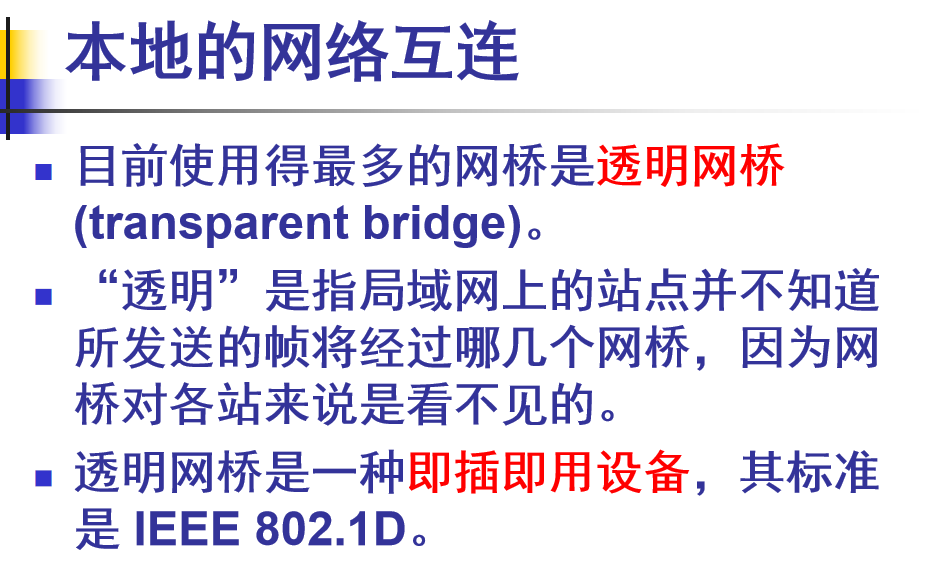 本地的网络互连
目前使用得最多的网桥是透明网桥
(transparent bridge)。
“透明”是指局域网上的站点并不知道
所发送的帧将经过哪几个网桥，因为网
桥对各站来说是看不见的。
透明网桥是一种即插即用设备，其标准
是 IEEE 802.1D。